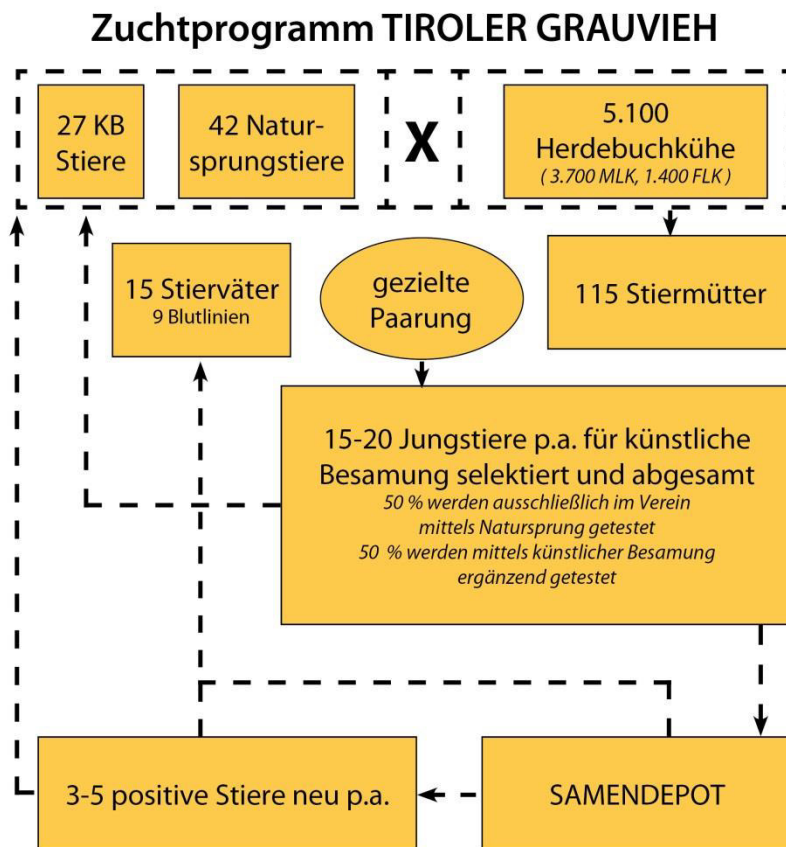 Zuchtprogramm TIROLER GRAUVIEH
27 KB
Stiere
42 Natur-
sprungstiere
X
5.100
Herdebuchkühe
( 3.700 MLK, 1.400 FLK )
15 Stierväter
9 Blutlinien
gezielte
Paarung
115 Stiermütter
15-20 Jungstiere p.a. für künstliche
Besamung selektiert und abgesamt
50 % werden ausschließlich im Verein
mittels Natursprung getestet
50 % werden mittels künstlicher Besamung
ergänzend getestet
3-5 positive Stiere neu p.a.
SAMENDEPOT